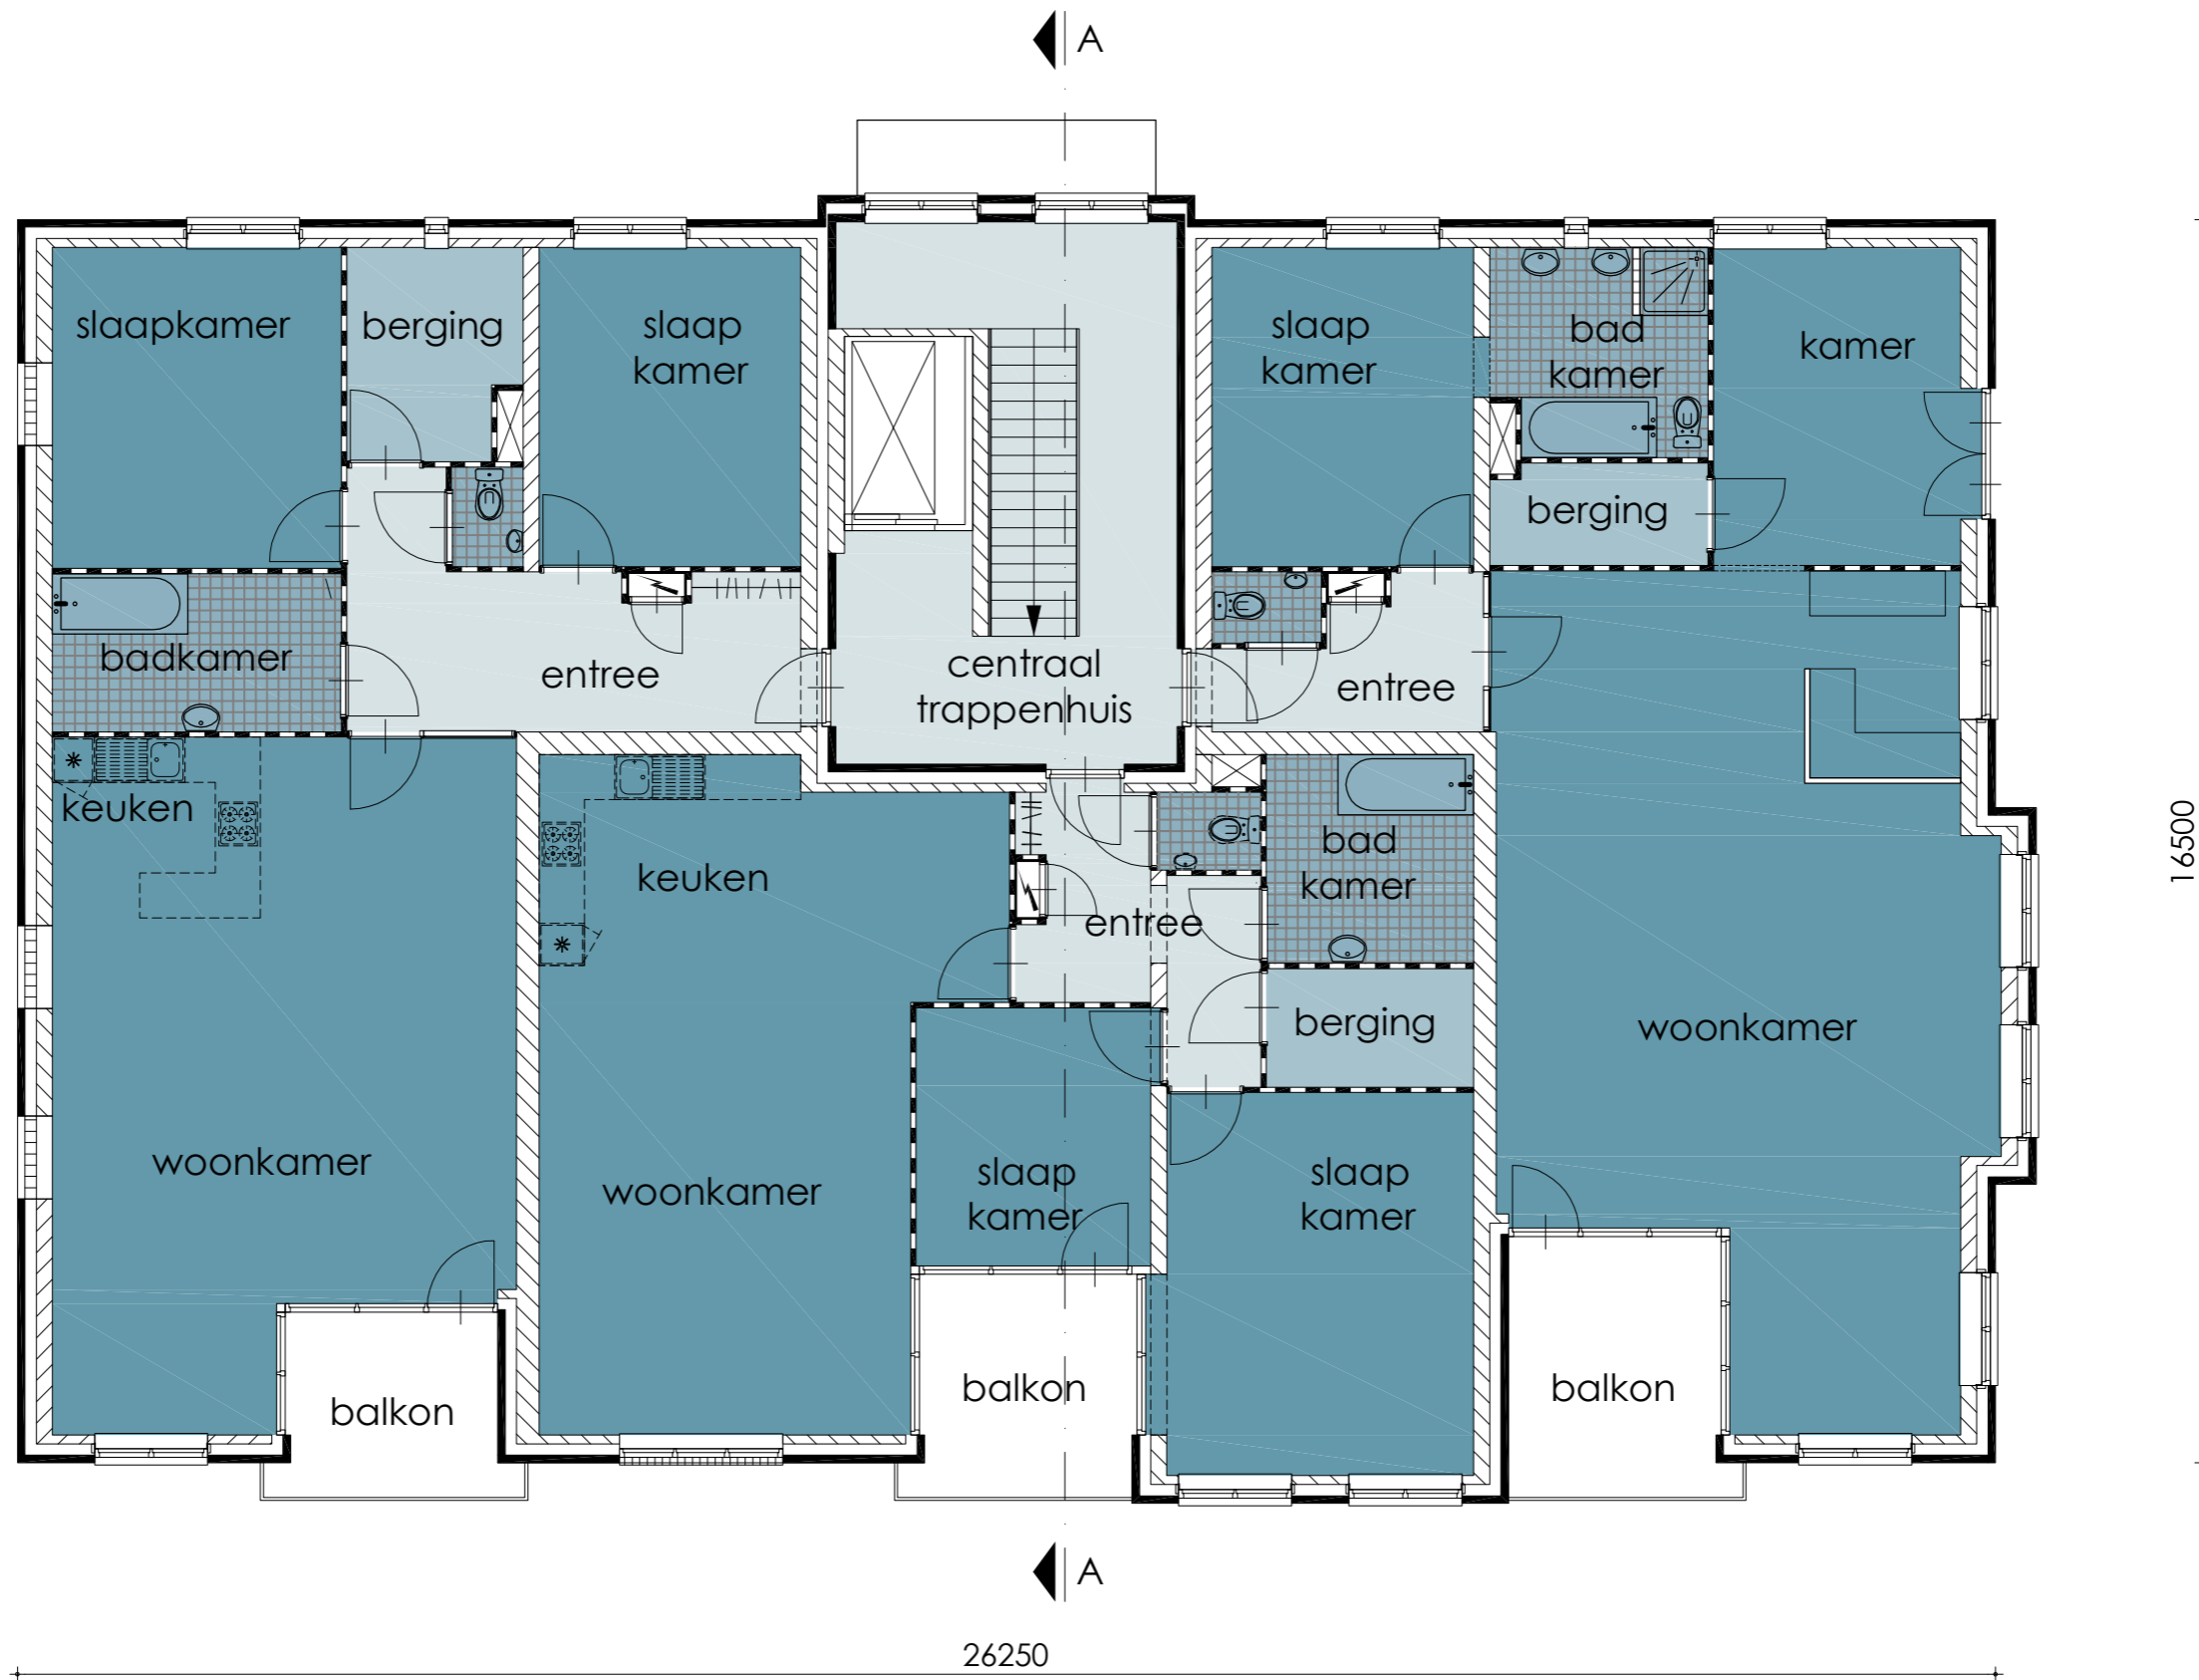 A
slaapkamer
berging
slaap
kamer
slaap
kamer
bad
kamer
kamer
berging
badkamer
entree
centraal
trappenhuis
entree
keuken
keuken
bad
kamer
entree
berging
woonkamer
woonkamer
woonkamer
slaap
kamer
slaap
kamer
balkon
balkon
balkon
A
26250
16500